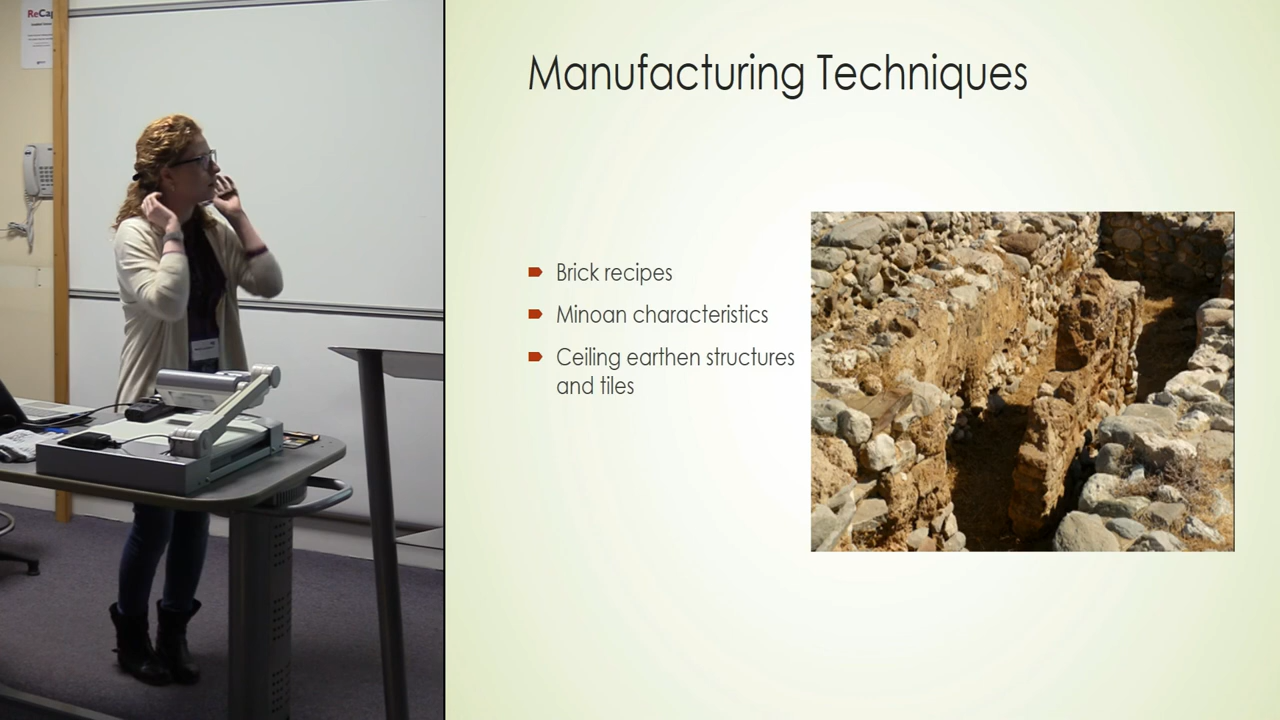 ReCap
Manufacturing Techniques
Brick recipes
Minoan characteristics
Ceiling earthen structures
and tiles